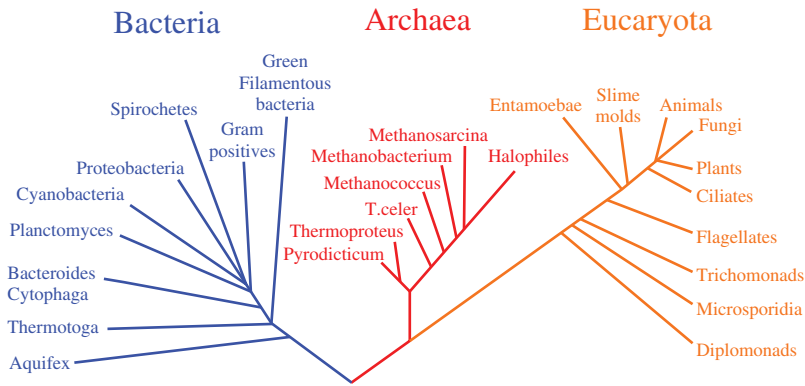 Bacteria
Archaea
Eucaryota
Green
Filamentous
bacteria
Spirochetes
Gram
positives
Proteobacteria
Cyanobacteria
Planctomyces
Bacteroides
Cytophaga
Thermotoga
Aquifex
Methanosarcina
Methanobacterium
Halophiles
Methanococcus
T.celer
Thermoproteus
Pyrodicticum
Entamoebae
Slime
molds
Animals
Fungi
Plants
Ciliates
Flagellates
Trichomonads
Microsporidia
Diplomonads